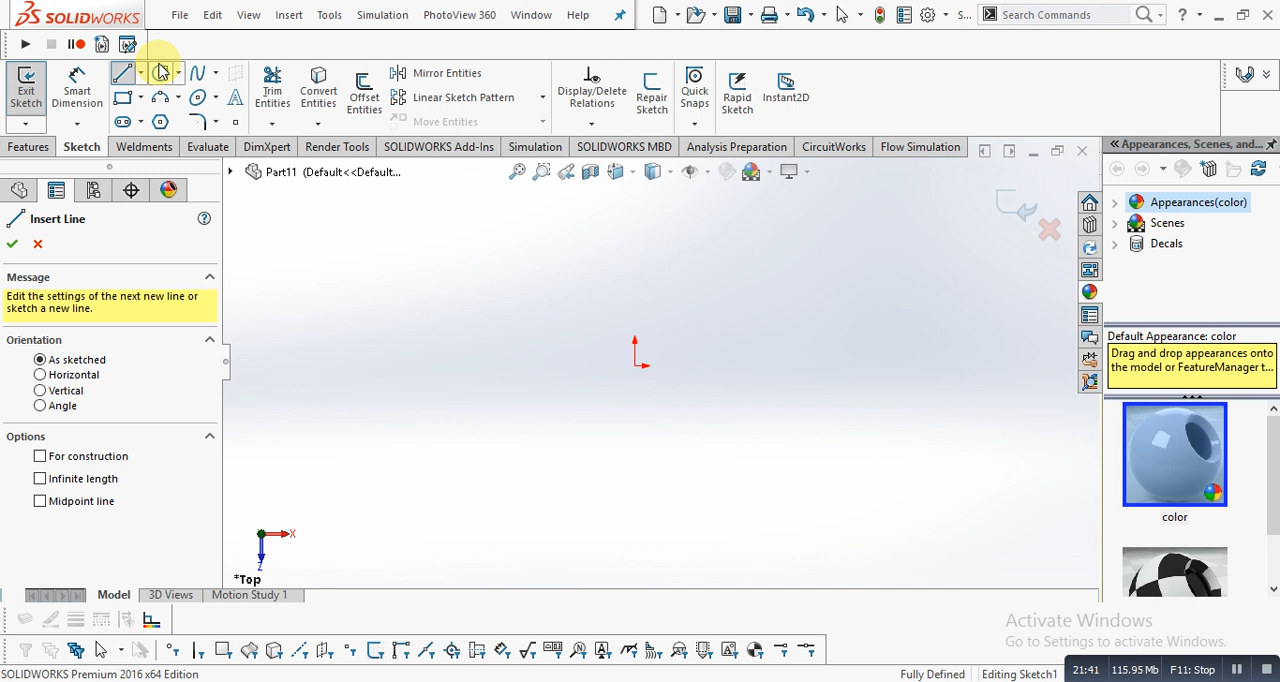 SOLIDWORKS File Edit View Insert Tools Simulation PhotoView 360 Window Help S... Search Commands
Exit Sketch
Smart Dimension
Trim Entities
Convert Entities
Offset Entities
Mirror Entities
Linear Sketch Pattern
Move Entities
Display/Delete Relations
Repair Sketch
Quick Snaps
Rapid Sketch
Instant2D
Features Sketch Weldments Evaluate DimXpert Render Tools SOLIDWORKS Add-Ins Simulation SOLIDWORKS MBD Analysis Preparation CircuitWorks Flow Simulation
Part11 (Default<<Default...
Insert Line
Message
Edit the settings of the next new line or
sketch a new line.
Orientation
As sketched
Horizontal
Vertical
Angle
Options
For construction
Infinite length
Midpoint line
X
Z
*Top
Appearances, Scenes, and...
Appearances(color)
Scenes
Decals
Default Appearance: color
Drag and drop appearances onto
the model or FeatureManager t...
color
Model 3D Views Motion Study 1
Activate Windows
Go to Settings to activate Windows.
SOLIDWORKS Premium 2016 x64 Edition
Fully Defined Editing Sketch1
21:41 115.95 Mb F11: Stop